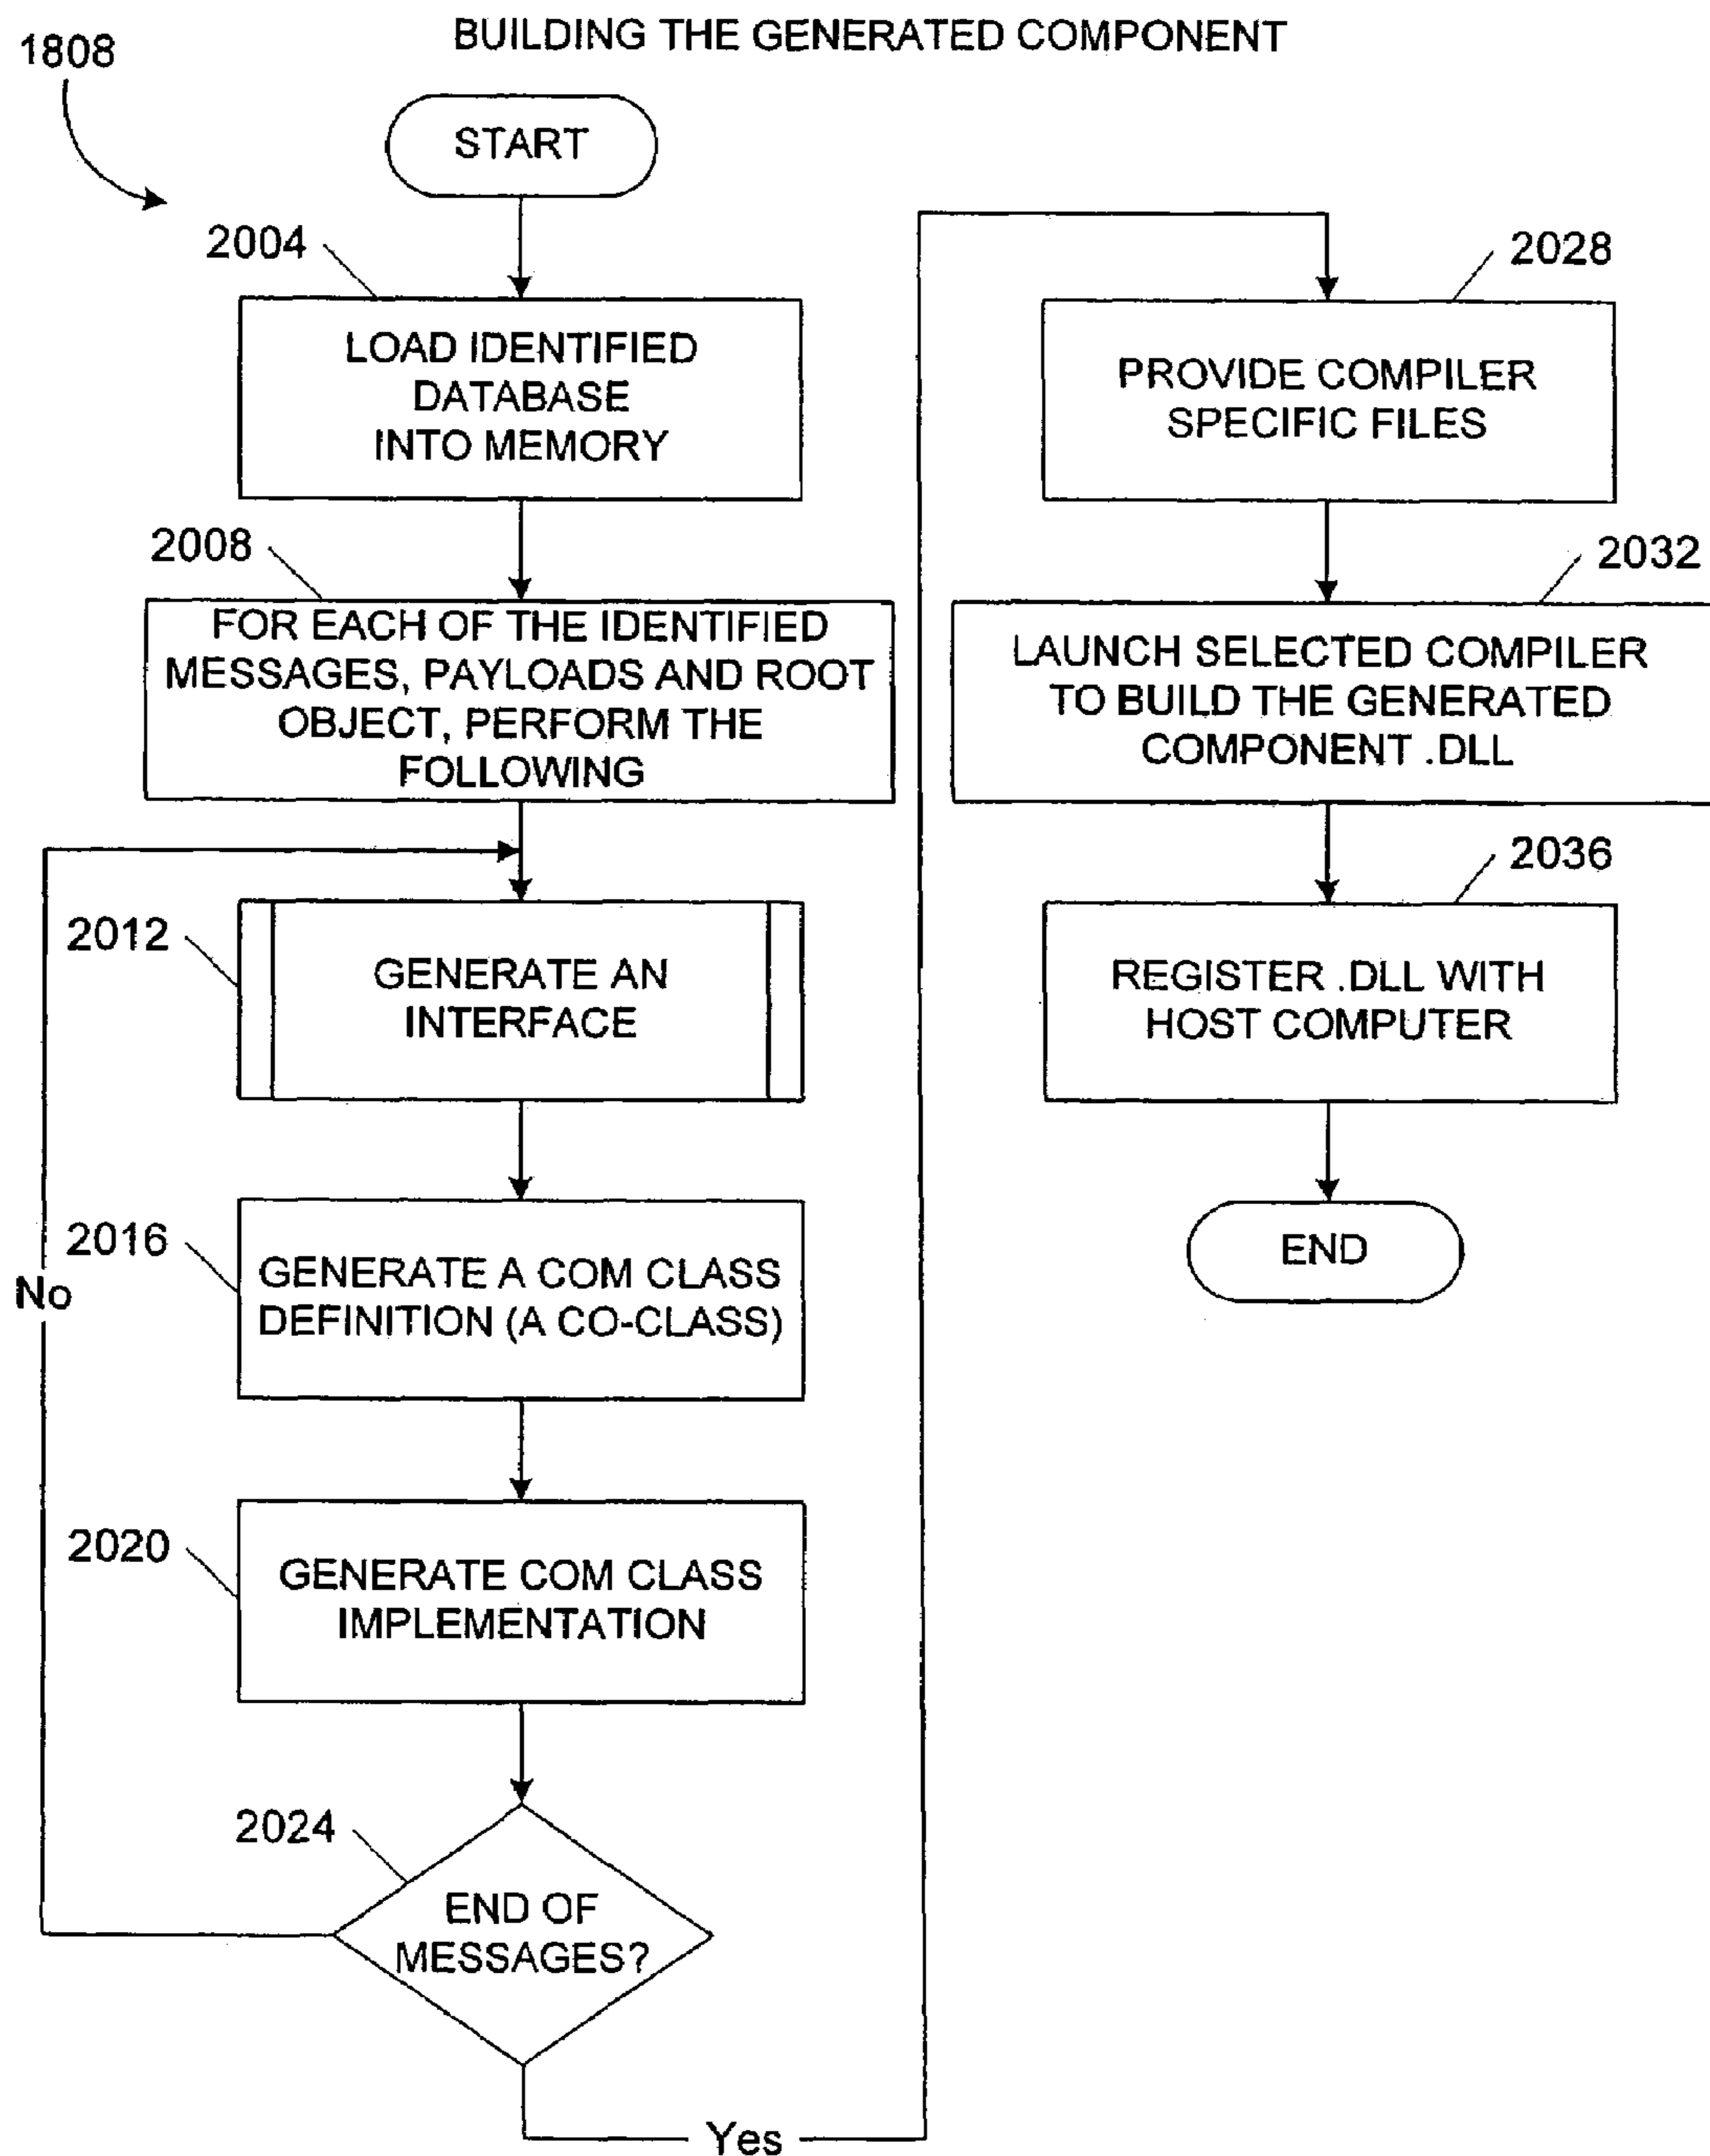 BUILDING THE GENERATED COMPONENT
1808
START
2004
LOAD IDENTIFIED
DATABASE
INTO MEMORY
2008
FOR EACH OF THE IDENTIFIED
MESSAGES, PAYLOADS AND ROOT
OBJECT, PERFORM THE
FOLLOWING
2012
GENERATE AN
INTERFACE
2016
GENERATE A COM CLASS
DEFINITION (A CO-CLASS)
No
2020
GENERATE COM CLASS
IMPLEMENTATION
2024
END OF
MESSAGES?
Yes
2028
PROVIDE COMPILER
SPECIFIC FILES
2032
LAUNCH SELECTED COMPILER
TO BUILD THE GENERATED
COMPONENT .DLL
2036
REGISTER .DLL WITH
HOST COMPUTER
END